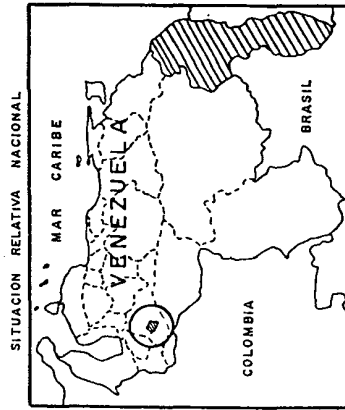 SITUACION RELATIVA NACIONAL
MAR CARIBE
VENEZUELA
BRASIL
COLOMBIA